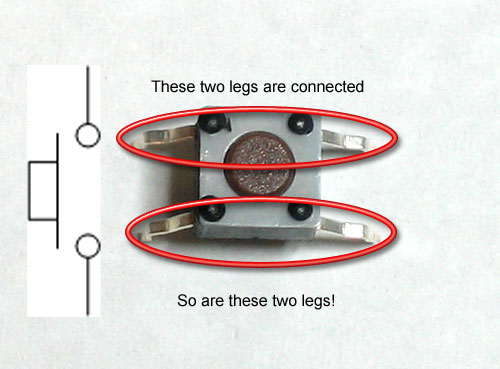 These two legs are connected
So are these two legs!